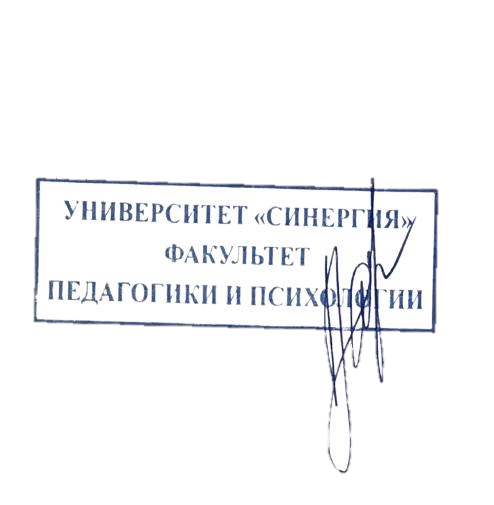 УНИВЕРСИТЕТ «СИНЕРГИЯ»
ФАКУЛЬТЕТ
ПЕДАГОГИКИ И ПСИХОЛОГИИ